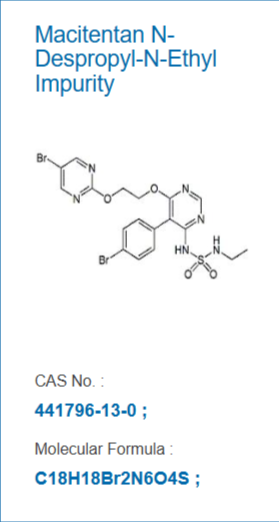 Macitentan N-
Despropyl-N-Ethyl
Impurity
Br
N
N
O
O
N
N
Br
HN
S
O
O
H
N
CAS No. :
441796-13-0 ;
Molecular Formula :
C18H18Br2N6O4S ;